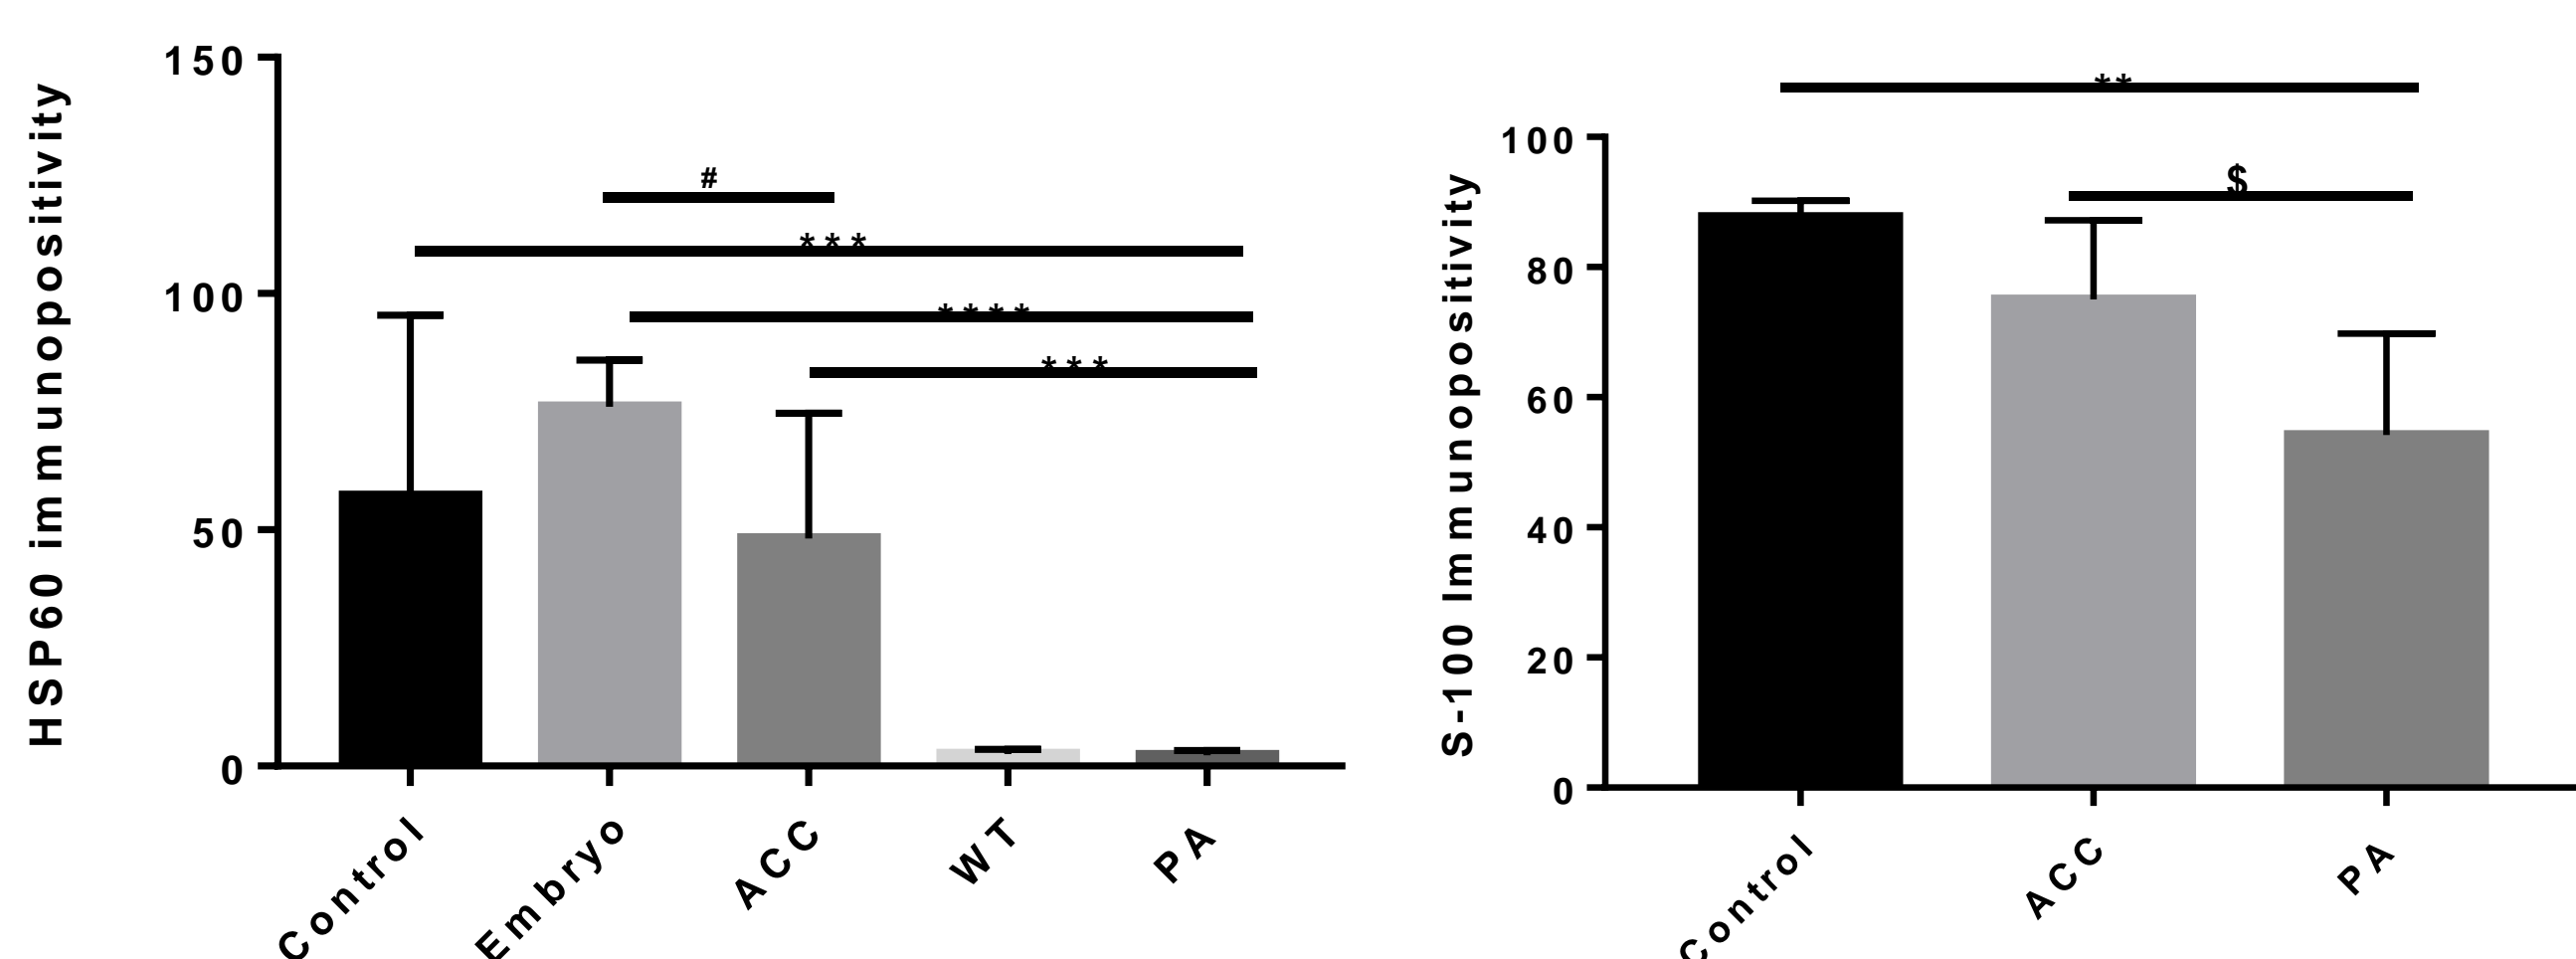 HSP60 immunopositivity
150
100
50
0
#
***
****
***
Control
Embryo
ACC
WT
PA
S-100 Immunopositivity
100
80
60
40
20
0
**
$
Control
ACC
PA